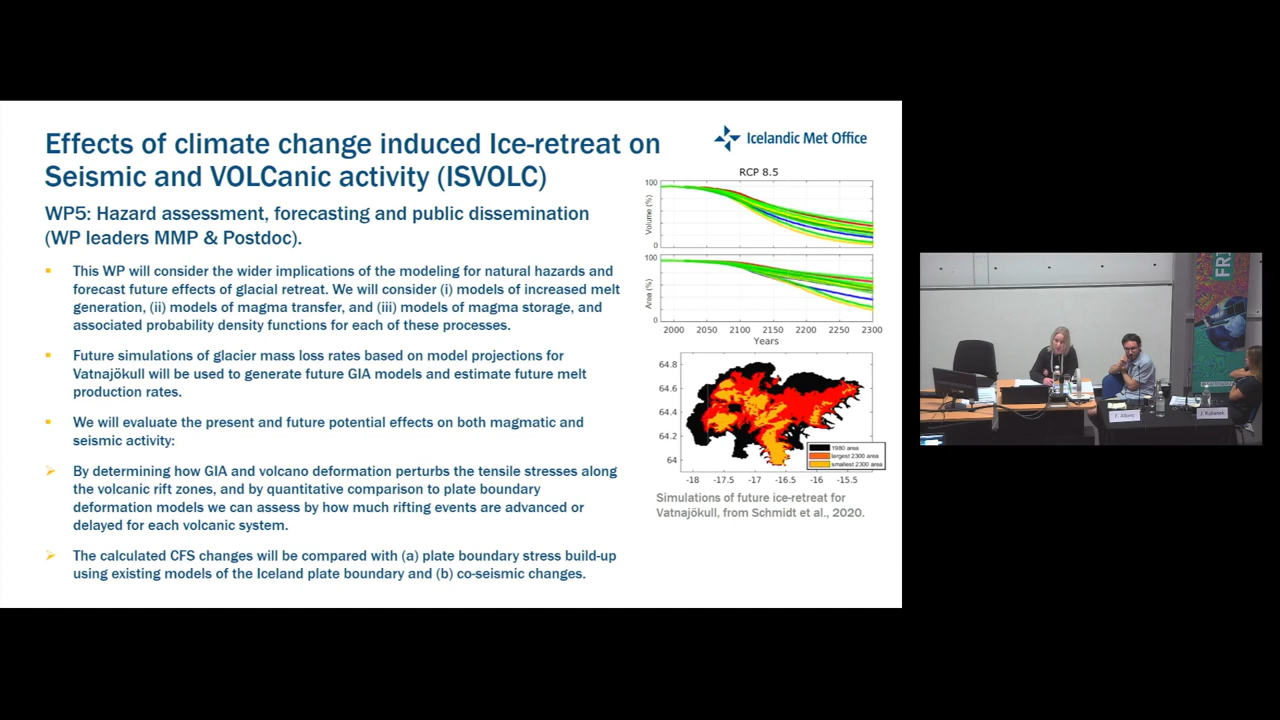 Effects of climate change induced Ice-retreat on
Seismic and VOLCanic activity (ISVOLC)
Icelandic Met Office
WP5: Hazard assessment, forecasting and public dissemination
(WP leaders MMP & Postdoc).
This WP will consider the wider implications of the modeling for natural hazards and
forecast future effects of glacial retreat. We will consider (i) models of increased melt
generation, (ii) models of magma transfer, and (iii) models of magma storage, and
associated probability density functions for each of these processes.
Future simulations of glacier mass loss rates based on model projections for
Vatnajökull will be used to generate future GIA models and estimate future melt
production rates.
We will evaluate the present and future potential effects on both magmatic and
seismic activity:
By determining how GIA and volcano deformation perturbs the tensile stresses along
the volcanic rift zones, and by quantitative comparison to plate boundary
deformation models we can assess by how much rifting events are advanced or
delayed for each volcanic system.
The calculated CFS changes will be compared with (a) plate boundary stress build-up
using existing models of the Iceland plate boundary and (b) co-seismic changes.
RCP 8.5
100
Volume (%)
0
100
Area (%)
0
2000 2050 2100 2150 2200 2250 2300
Years
64.8
64.6
64.4
64.2
64
1980 area
largest 2300 area
smallest 2300 area
-18 -17.5 -17 -16.5 -16 -15.5
Simulations of future ice-retreat for
Vatnajökull, from Schmidt et al., 2020.
FRI
F. Albino
J. Kubanek